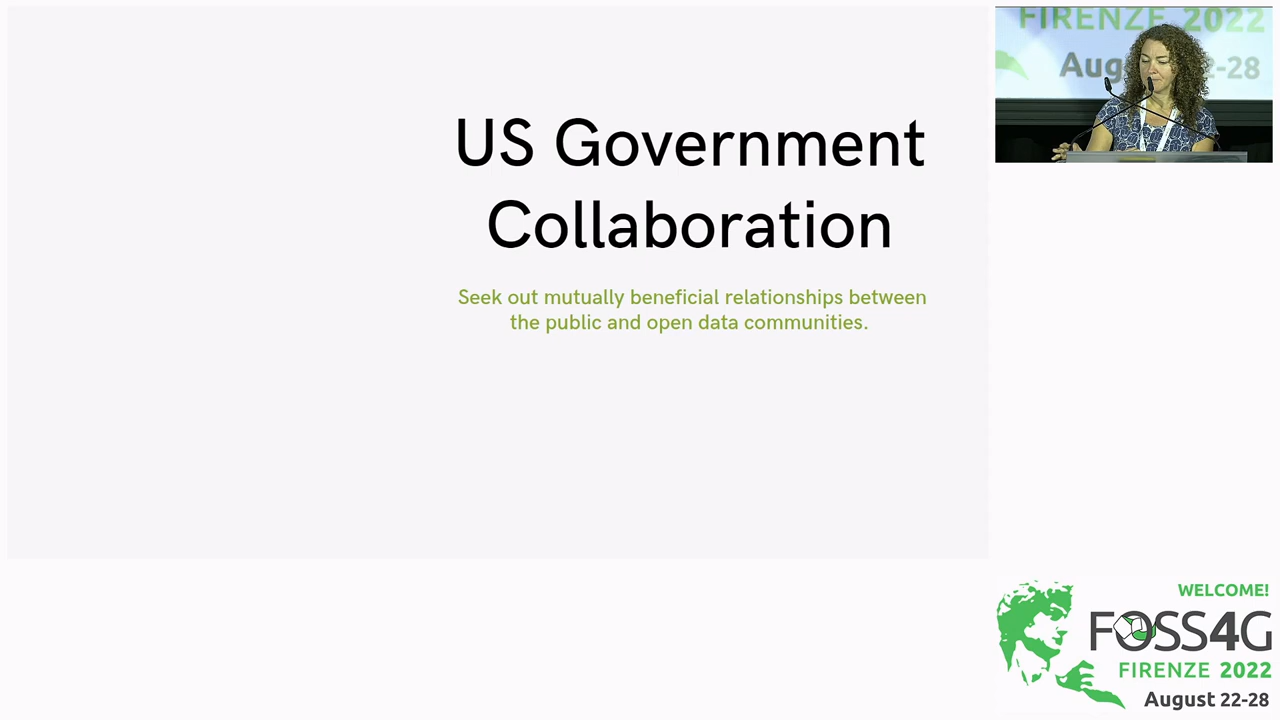 US Government
Collaboration
Seek out mutually beneficial relationships between
the public and open data communities.
FIRENZE 2022
Aug 2-28
WELCOME!
FOSS4G
FIRENZE 2022
August 22-28